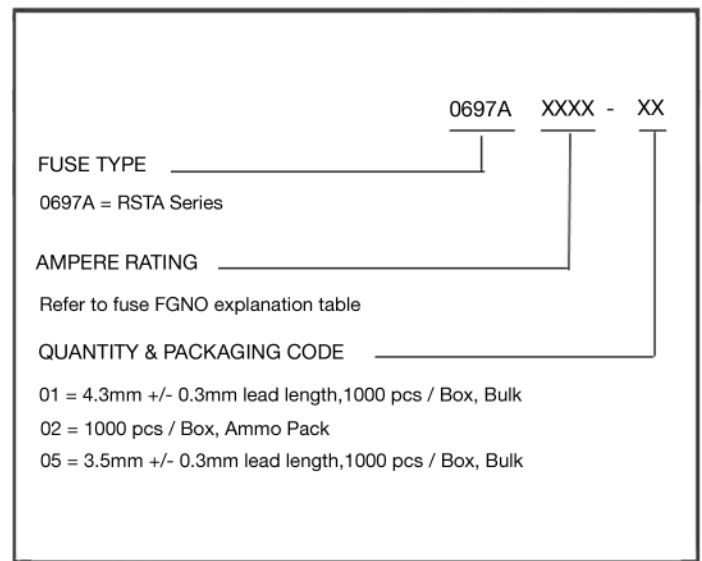 0697A XXXX - XX
FUSE TYPE
0697A = RSTA Series
AMPERE RATING
Refer to fuse FGNO explanation table
QUANTITY & PACKAGING CODE
01 = 4.3mm +/- 0.3mm lead length,1000 pcs / Box, Bulk
02 = 1000 pcs / Box, Ammo Pack
05 = 3.5mm +/- 0.3mm lead length,1000 pcs / Box, Bulk